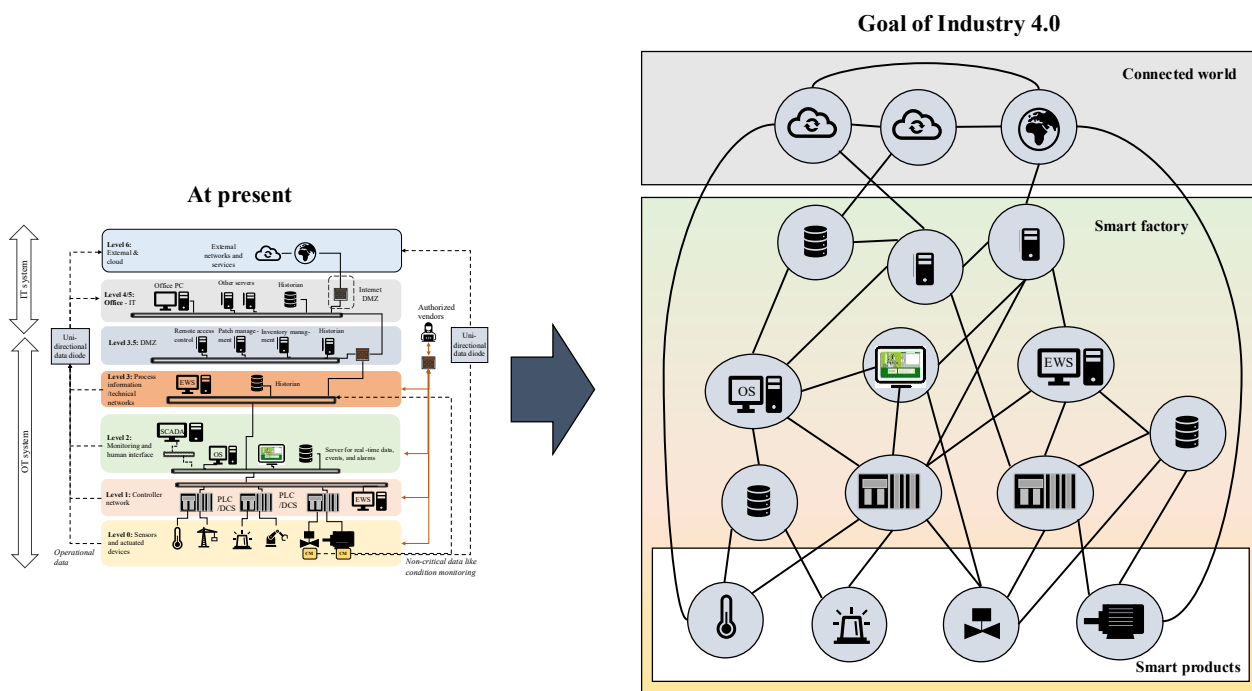 Goal of Industry 4.0
Connected world
At present
Smart factory
IT system
OT system
Level 6:
External &
cloud
External
networks and
services
Level 4/5:
Office - IT
Office PC
Other servers
Historian
Internet
DMZ
Authorized
vendors
Uni-
directional
data diode
Uni-
directional
data diode
Level 3.5: DMZ
Remote access
control
Patch manage-
ment
Inventory manag-
ement
Historian
Level 3: Process
information
/technical
networks
EWS
Historian
Level 2:
Monitoring and
human interface
SCADA
OS
Server for real -time data,
events, and alarms
Level 1: Controller
network
PLC
/DCS
PLC
/DCS
EWS
Level 0: Sensors
and actuated
devices
CM
CM
Operational
data
Non-critical data like
condition monitoring
OS
EWS
Smart products